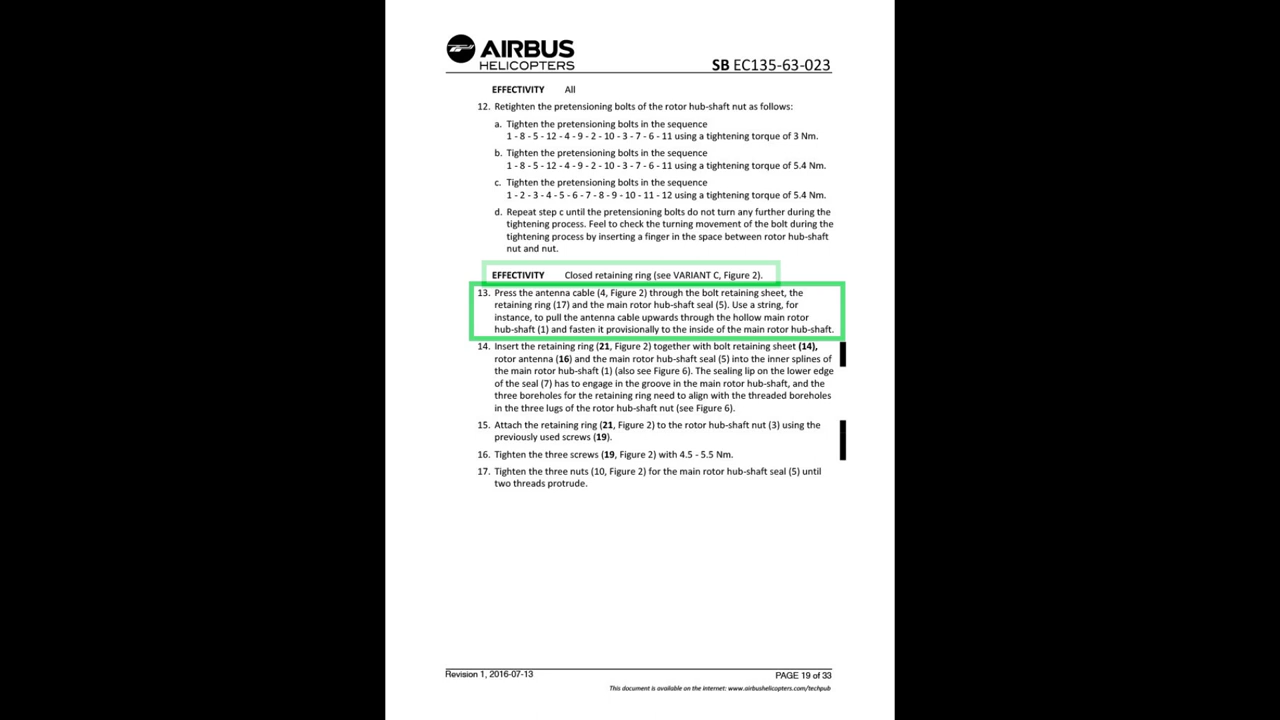 AIRBUS
HELICOPTERS
SB EC135-63-023
EFFECTIVITY All
12. Retighten the pretensioning bolts of the rotor hub-shaft nut as follows:
a. Tighten the pretensioning bolts in the sequence
1 - 8 - 5 - 12 - 4 - 9 - 2 - 10 - 3 - 7 - 6 - 11 using a tightening torque of 3 Nm.
b. Tighten the pretensioning bolts in the sequence
1 - 8 - 5 - 12 - 4 - 9 - 2 - 10 - 3 - 7 - 6 - 11 using a tightening torque of 5.4 Nm.
c. Tighten the pretensioning bolts in the sequence
1 - 2 - 3 - 4 - 5 - 6 - 7 - 8 - 9 - 10 - 11 - 12 using a tightening torque of 5.4 Nm.
d. Repeat step c until the pretensioning bolts do not turn any further during the
tightening process. Feel to check the turning movement of the bolt during the
tightening process by inserting a finger in the space between rotor hub-shaft
nut and nut.
EFFECTIVITY Closed retaining ring (see VARIANT C, Figure 2).
13. Press the antenna cable (4, Figure 2) through the bolt retaining sheet, the
retaining ring (17) and the main rotor hub-shaft seal (5). Use a string, for
instance, to pull the antenna cable upwards through the hollow main rotor
hub-shaft (1) and fasten it provisionally to the inside of the main rotor hub-shaft.
14. Insert the retaining ring (21, Figure 2) together with bolt retaining sheet (14),
rotor antenna (16) and the main rotor hub-shaft seal (5) into the inner splines of
the main rotor hub-shaft (1) (also see Figure 6). The sealing lip on the lower edge
of the seal (7) has to engage in the groove in the main rotor hub-shaft, and the
three boreholes for the retaining ring need to align with the threaded boreholes
in the three lugs of the rotor hub-shaft nut (see Figure 6).
15. Attach the retaining ring (21, Figure 2) to the rotor hub-shaft nut (3) using the
previously used screws (19).
16. Tighten the three screws (19, Figure 2) with 4.5 - 5.5 Nm.
17. Tighten the three nuts (10, Figure 2) for the main rotor hub-shaft seal (5) until
two threads protrude.
Revision 1, 2016-07-13
PAGE 19 of 33
This document is available on the internet: www.airbushelicopters.com/techpub